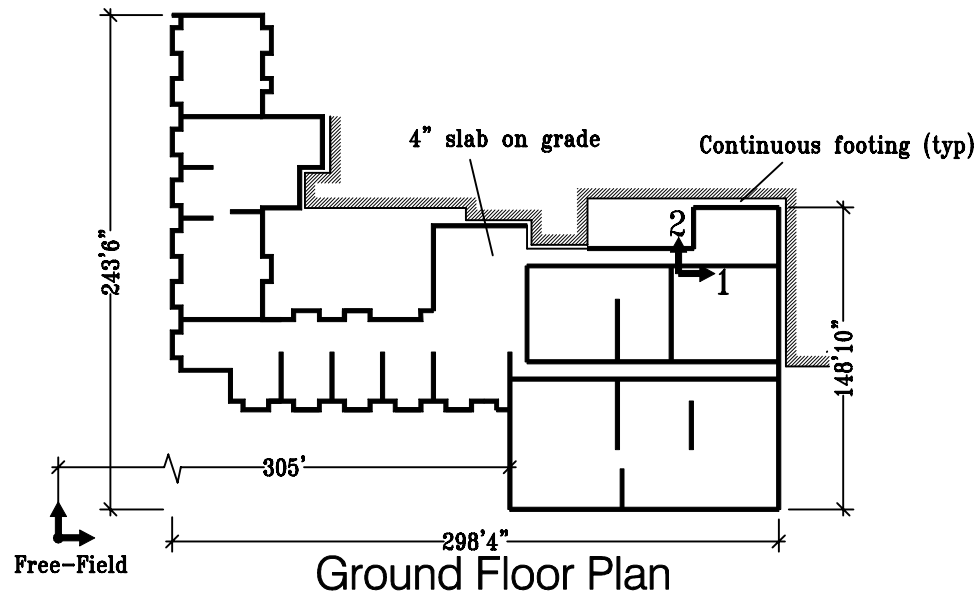 4" slab on grade
Continuous footing (typ)
2
1
243'6"
148'10"
305'
298'4"
Free-Field
Ground Floor Plan